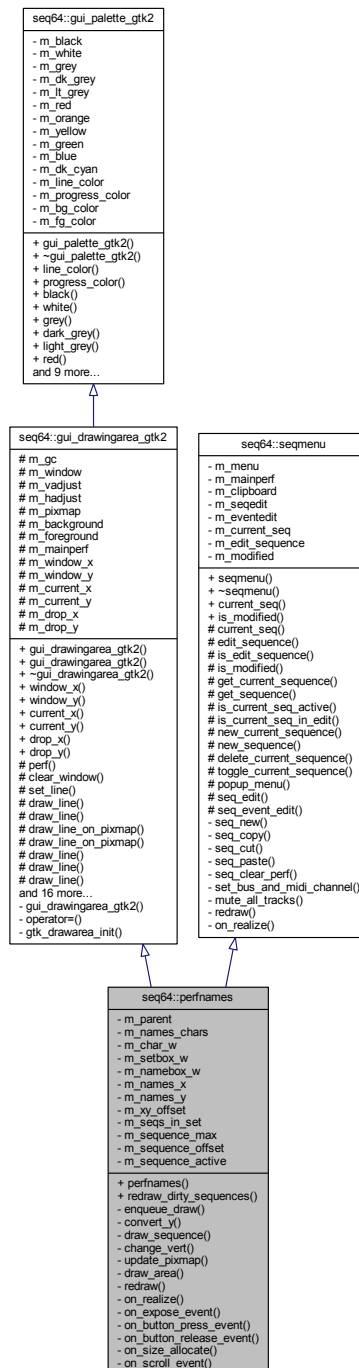 seq64::gui_palette_gtk2
- m_black
- m_white
- m_grey
- m_dk_grey
- m_lt_grey
- m_red
- m_orange
- m_yellow
- m_green
- m_blue
- m_dk_cyan
- m_line_color
- m_progress_color
- m_bg_color
- m_fg_color
+ gui_palette_gtk2()
+ ~gui_palette_gtk2()
+ line_color()
+ progress_color()
+ black()
+ white()
+ grey()
+ dark_grey()
+ light_grey()
+ red()
and 9 more...
seq64::gui_drawingarea_gtk2
# m_gc
# m_window
# m_vadjust
# m_hadjust
# m_pixmap
# m_background
# m_foreground
# m_mainperf
# m_window_x
# m_window_y
# m_current_x
# m_current_y
# m_drop_x
# m_drop_y
+ gui_drawingarea_gtk2()
+ gui_drawingarea_gtk2()
+ ~gui_drawingarea_gtk2()
+ window_x()
+ window_y()
+ current_x()
+ current_y()
+ drop_x()
+ drop_y()
# perf()
# clear_window()
# set_line()
# draw_line()
# draw_line()
# draw_line_on_pixmap()
# draw_line_on_pixmap()
# draw_line()
# draw_line()
# draw_line()
and 16 more...
- gui_drawingarea_gtk2()
- operator=()
- gtk_drawarea_init()
seq64::seqmenu
- m_menu
- m_mainperf
- m_clipboard
- m_seqedit
- m_eventedit
- m_current_seq
- m_edit_sequence
- m_modified
+ seqmenu()
+ ~seqmenu()
+ current_seq()
+ is_modified()
# current_seq()
# edit_sequence()
# is_edit_sequence()
# is_modified()
# get_current_sequence()
# get_sequence()
# is_current_seq_active()
# is_current_seq_in_edit()
# new_current_sequence()
# new_sequence()
# delete_current_sequence()
# toggle_current_sequence()
# popup_menu()
# seq_edit()
# seq_event_edit()
- seq_new()
- seq_copy()
- seq_cut()
- seq_paste()
- seq_clear_perf()
- set_bus_and_midi_channel()
- mute_all_tracks()
- redraw()
- on_realize()
seq64::perfnames
- m_parent
- m_names_chars
- m_char_w
- m_setbox_w
- m_namebox_w
- m_names_x
- m_names_y
- m_xy_offset
- m_seqs_in_set
- m_sequence_max
- m_sequence_offset
- m_sequence_active
+ perfnames()
+ redraw_dirty_sequences()
- enqueue_draw()
- convert_y()
- draw_sequence()
- change_vert()
- update_pixmap()
- draw_area()
- redraw()
- on_realize()
- on_expose_event()
- on_button_press_event()
- on_button_release_event()
- on_size_allocate()
- on_scroll_event()